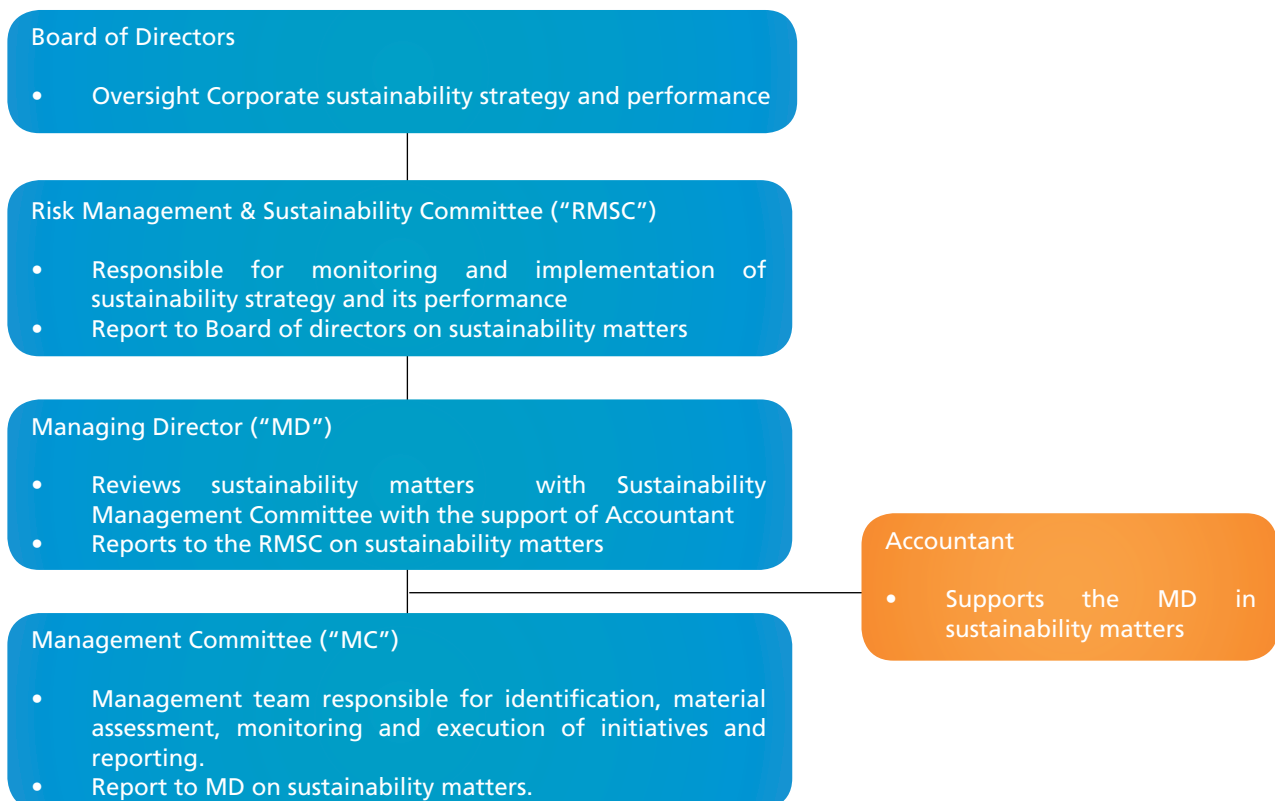 Board of Directors
• Oversight Corporate sustainability strategy and performance
Risk Management & Sustainability Committee (“RMSC”)
• Responsible for monitoring and implementation of
sustainability strategy and its performance
• Report to Board of directors on sustainability matters
Managing Director (“MD”)
• Reviews sustainability matters with Sustainability
Management Committee with the support of Accountant
• Reports to the RMSC on sustainability matters
Accountant
• Supports the MD in
sustainability matters
Management Committee (“MC”)
• Management team responsible for identification, material
assessment, monitoring and execution of initiatives and
reporting.
• Report to MD on sustainability matters.